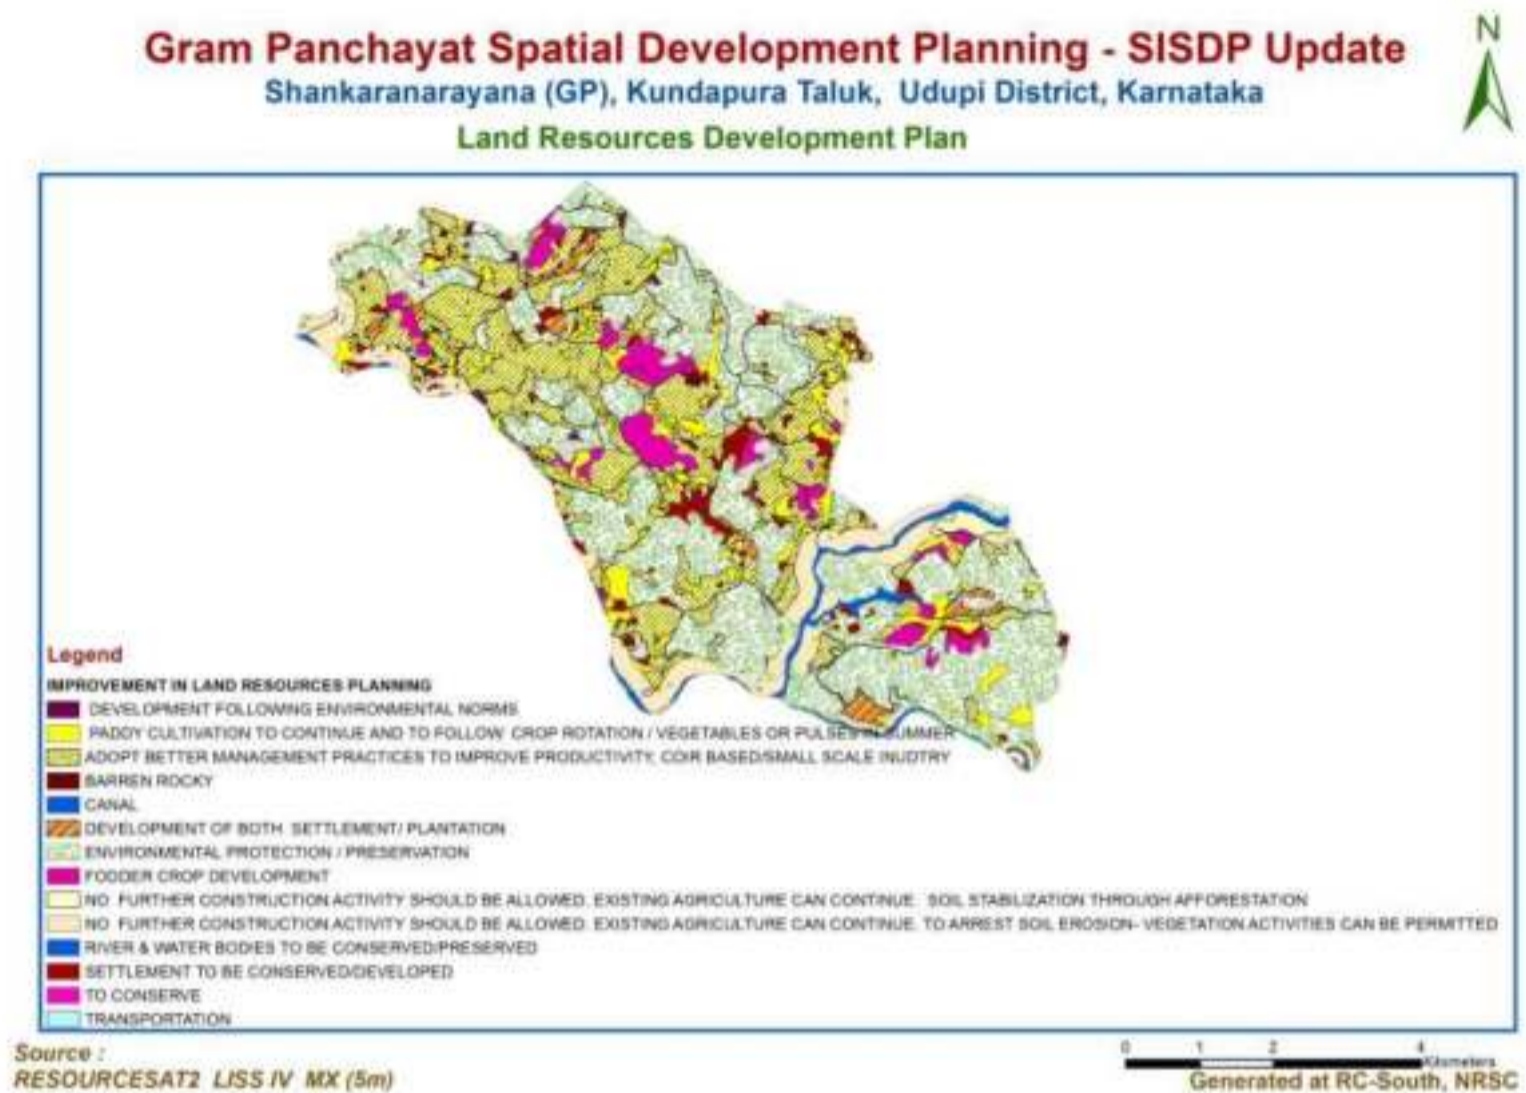 N
Gram Panchayat Spatial Development Planning - SISDP Update
Shankaranarayana (GP), Kundapura Taluk, Udupi District, Karnataka
Land Resources Development Plan
Legend
IMPROVEMENT IN LAND RESOURCES PLANNING
DEVELOPMENT FOLLOWING ENVIRONMENTAL NORMS
PADDY CULTIVATION TO CONTINUE AND TO FOLLOW CROP ROTATION / VEGETABLES OR PULSES IN SUMMER
ADOPT BETTER MANAGEMENT PRACTICES TO IMPROVE PRODUCTIVITY, COIR BASED/SMALL SCALE INUDTRY
BARREN ROCKY
CANAL
DEVELOPMENT OF BOTH SETTLEMENT/ PLANTATION
ENVIRONMENTAL PROTECTION / PRESERVATION
FODDER CROP DEVELOPMENT
NO FURTHER CONSTRUCTION ACTIVITY SHOULD BE ALLOWED. EXISTING AGRICULTURE CAN CONTINUE. SOIL STABILIZATION THROUGH AFFORESTATION
NO FURTHER CONSTRUCTION ACTIVITY SHOULD BE ALLOWED. EXISTING AGRICULTURE CAN CONTINUE. TO ARREST SOIL EROSION- VEGETATION ACTIVITIES CAN BE PERMITTED
RIVER & WATER BODIES TO BE CONSERVED/PRESERVED
SETTLEMENT TO BE CONSERVED/DEVELOPED
TO CONSERVE
TRANSPORTATION
Source :
RESOURCESAT2 LISS IV MX (5m)
0 1 2 4
Kilometers
Generated at RC-South, NRSC